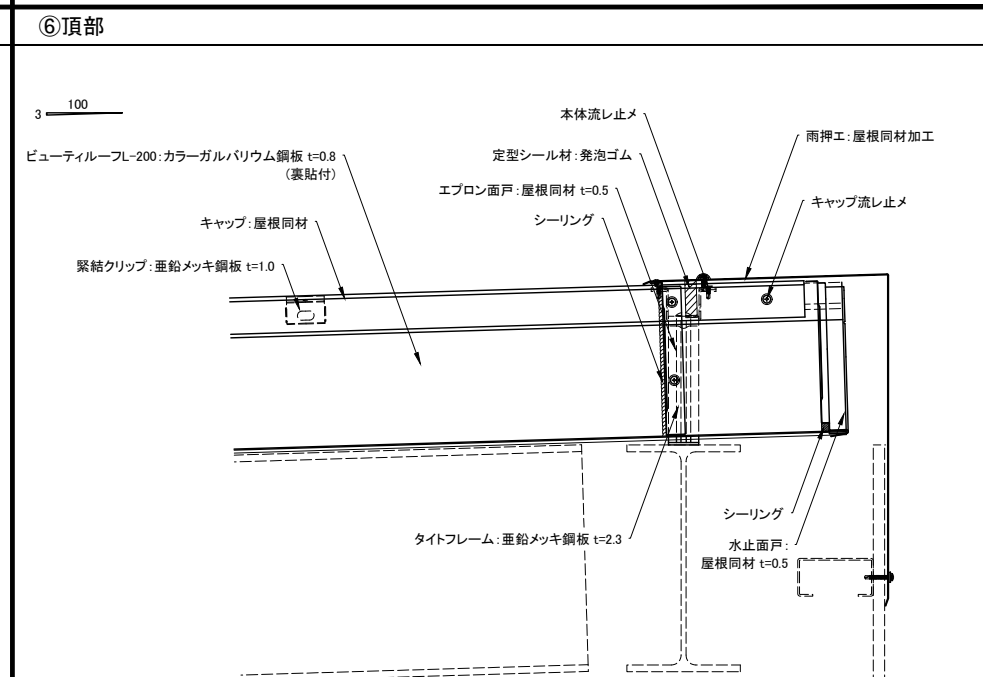 ⑥頂部
100
3
本体流レ止メ
雨押エ:屋根同材加工
ビューティルーフL-200:カラーガルバリウム鋼板 t=0.8
(裏貼付)
定型シール材:発泡ゴム
エプロン面戸:屋根同材 t=0.5
キャップ流レ止メ
キャップ:屋根同材
シーリング
緊結クリップ:亜鉛メッキ鋼板 t=1.0
シーリング
タイトフレーム:亜鉛メッキ鋼板 t=2.3
水止面戸:
屋根同材 t=0.5